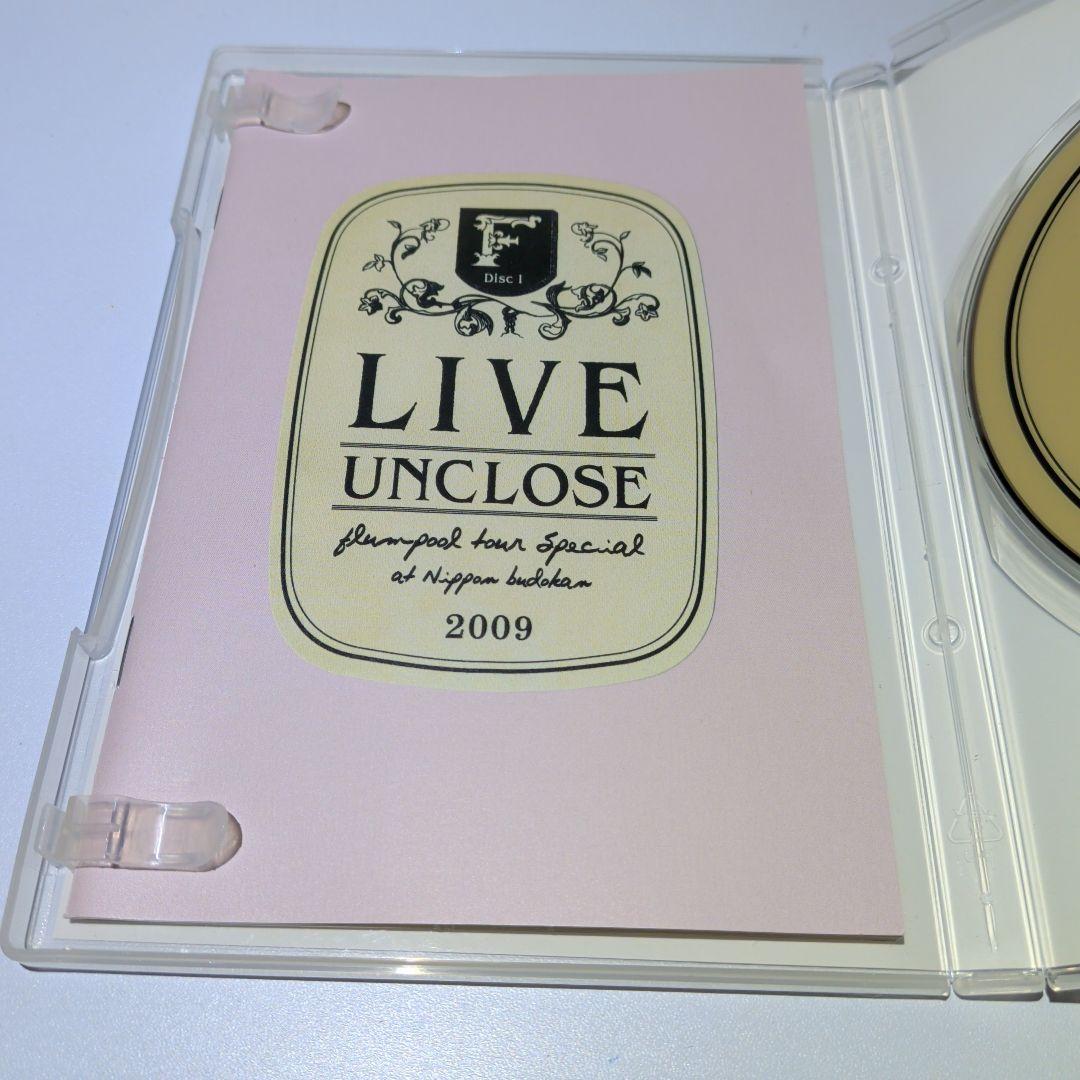 F
Disc 1
LIVE
UNCLOSE
flumpool tour Special
at Nippon budokan
2009